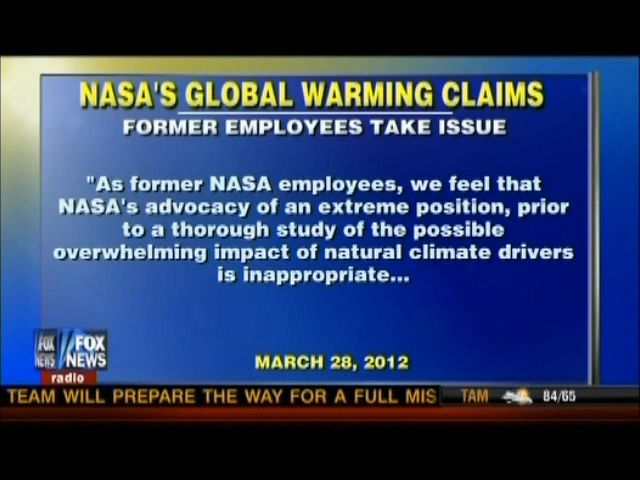 NASA'S GLOBAL WARMING CLAIMS
FORMER EMPLOYEES TAKE ISSUE
"As former NASA employees, we feel that
NASA's advocacy of an extreme position, prior
to a thorough study of the possible
overwhelming impact of natural climate drivers
is inappropriate...
MARCH 28, 2012
FOX NEWS
FOX
NEWS
radio
TEAM WILL PREPARE THE WAY FOR A FULL MIS
TAM 84/65